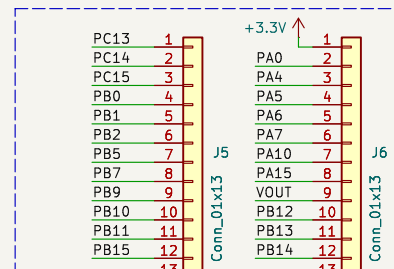 +3.3V
PC13 1
PC14 2
PC15 3
PB0 4
PB1 5
PB2 6
PB5 7
PB7 8
PB9 9
PB10 10
PB11 11
PB15 12
13
J5
Conn_01x13
1
PA0 2
PA4 3
PA5 4
PA6 5
PA7 6
PA10 7
PA15 8
VOUT 9
PB12 10
PB13 11
PB14 12
13
J6
Conn_01x13